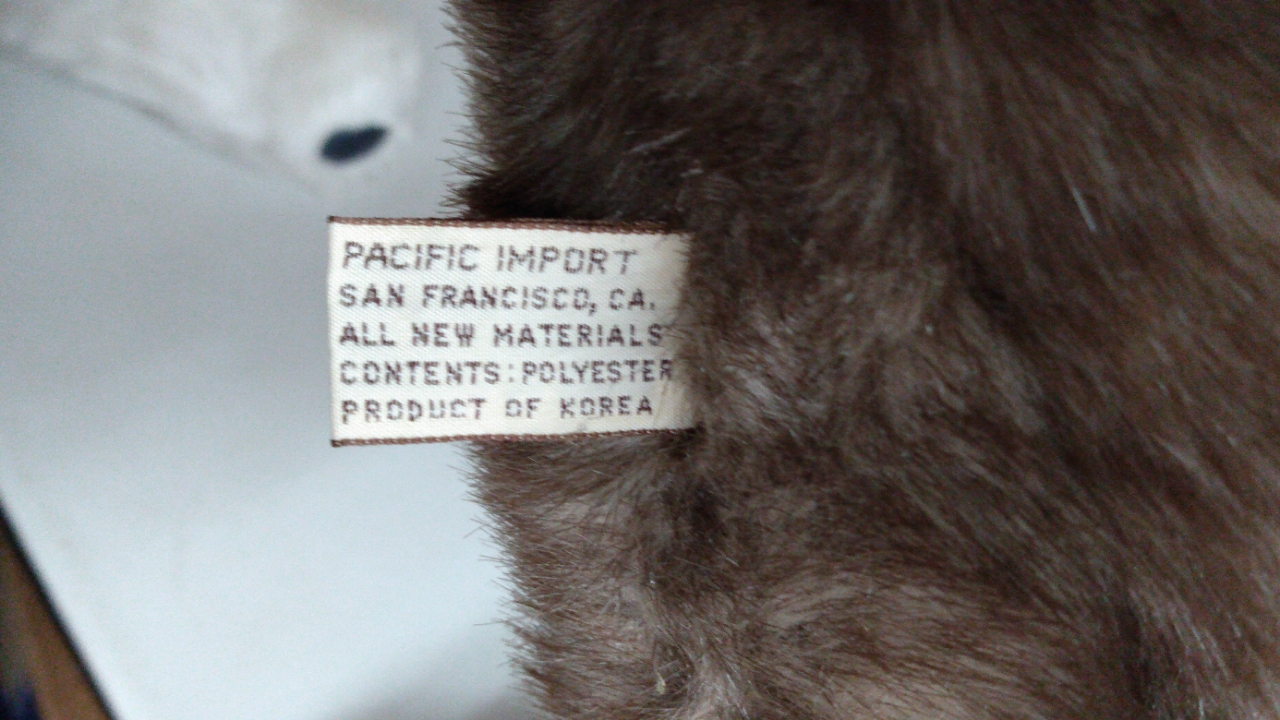 PACIFIC IMPORT
SAN FRANCISCO, CA.
ALL NEW MATERIALS
CONTENTS: POLYESTER
PRODUCT OF KOREA